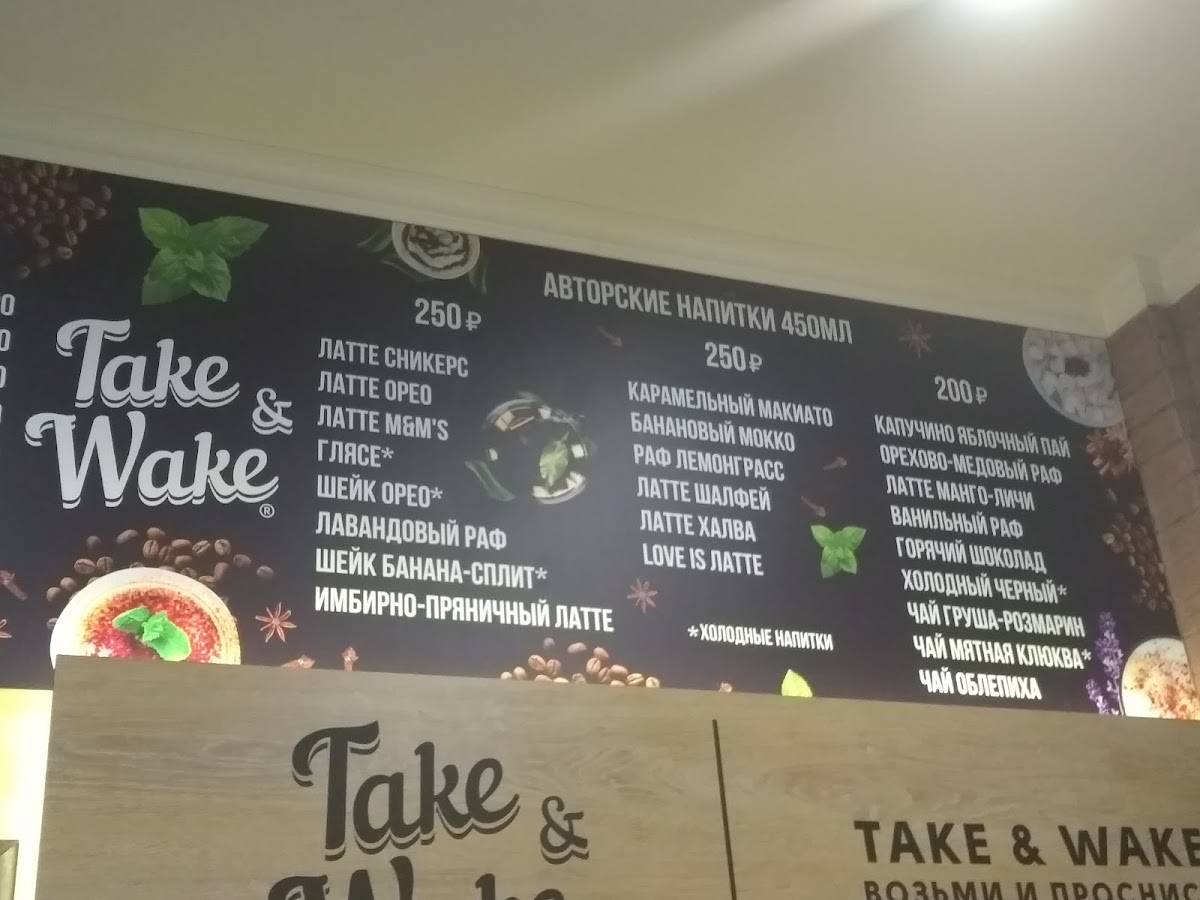 Take
&
Wake
®
АВТОРСКИЕ НАПИТКИ 450МЛ
250 ₽
ЛАТТЕ СНИКЕРС
ЛАТТЕ ОРЕО
ЛАТТЕ M&M'S
ГЛЯСЕ*
ШЕЙК ОРЕО*
ЛАВАНДОВЫЙ РАФ
ШЕЙК БАНАНА-СПЛИТ*
ИМБИРНО-ПРЯНИЧНЫЙ ЛАТТЕ
250 ₽
КАРАМЕЛЬНЫЙ МАКИАТО
БАНАНОВЫЙ МОККО
РАФ ЛЕМОНГРАСС
ЛАТТЕ ШАЛФЕЙ
ЛАТТЕ ХАЛВА
LOVE IS ЛАТТЕ
*ХОЛОДНЫЕ НАПИТКИ
200 ₽
КАПУЧИНО ЯБЛОЧНЫЙ ПАЙ
ОРЕХОВО-МЕДОВЫЙ РАФ
ЛАТТЕ МАНГО-ЛИЧИ
ВАНИЛЬНЫЙ РАФ
ГОРЯЧИЙ ШОКОЛАД
ХОЛОДНЫЙ ЧЕРНЫЙ*
ЧАЙ ГРУША-РОЗМАРИН
ЧАЙ МЯТНАЯ КЛЮКВА*
ЧАЙ ОБЛЕПИХА
Take
&
Wake
TAKE & WAKE
ВОЗЬМИ И ПРОСНИС